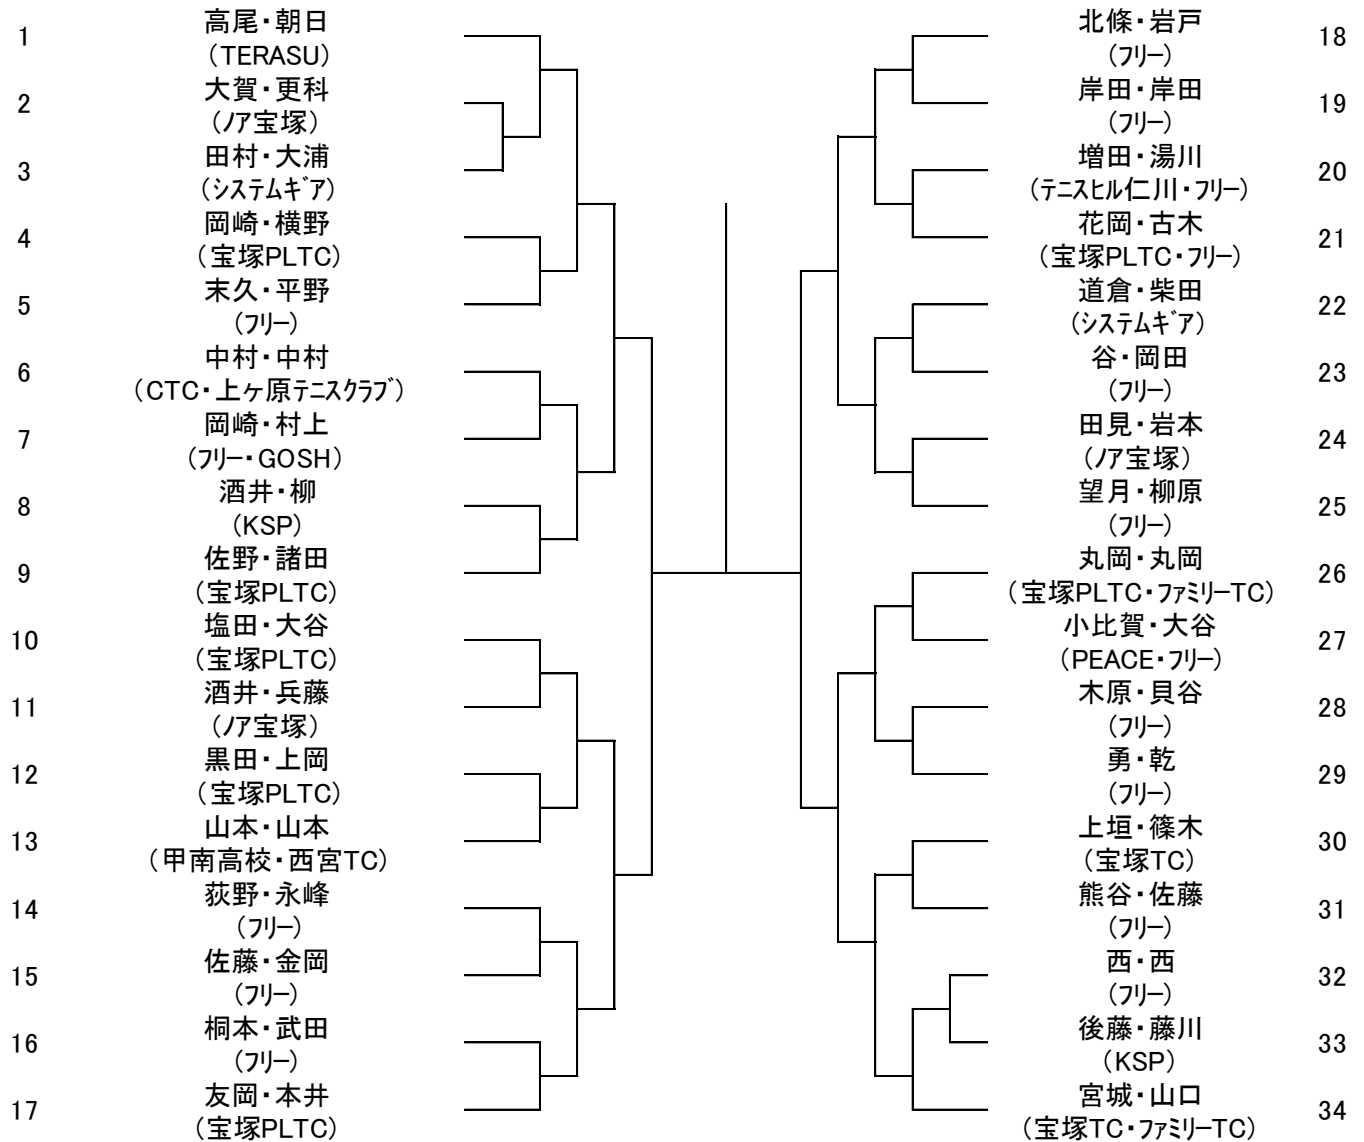 1
高尾・朝日
（TERASU）
2
大賀・更科
（ﾉｱ宝塚）
3
田村・大浦
（ｼｽﾃﾑｷﾞｱ）
4
岡崎・横野
（宝塚PLTC）
5
末久・平野
（ﾌﾘｰ）
6
中村・中村
（CTC・上ヶ原ﾃﾆｽｸﾗﾌﾞ）
7
岡崎・村上
（ﾌﾘｰ・GOSH）
8
酒井・柳
（KSP）
9
佐野・諸田
（宝塚PLTC）
10
塩田・大谷
（宝塚PLTC）
11
酒井・兵藤
（ﾉｱ宝塚）
12
黒田・上岡
（宝塚PLTC）
13
山本・山本
（甲南高校・西宮TC）
14
荻野・永峰
（ﾌﾘｰ）
15
佐藤・金岡
（ﾌﾘｰ）
16
桐本・武田
（ﾌﾘｰ）
17
友岡・本井
（宝塚PLTC）
北條・岩戸
（ﾌﾘｰ）
18
岸田・岸田
（ﾌﾘｰ）
19
増田・湯川
（ﾃﾆｽﾋﾙ仁川・ﾌﾘｰ）
20
花岡・古木
（宝塚PLTC・ﾌﾘｰ）
21
道倉・柴田
（ｼｽﾃﾑｷﾞｱ）
22
谷・岡田
（ﾌﾘｰ）
23
田見・岩本
（ﾉｱ宝塚）
24
望月・柳原
（ﾌﾘｰ）
25
丸岡・丸岡
（宝塚PLTC・ﾌｧﾐﾘｰTC）
26
小比賀・大谷
（PEACE・ﾌﾘｰ）
27
木原・貝谷
（ﾌﾘｰ）
28
勇・乾
（ﾌﾘｰ）
29
上垣・篠木
（宝塚TC）
30
熊谷・佐藤
（ﾌﾘｰ）
31
西・西
（ﾌﾘｰ）
32
後藤・藤川
（KSP）
33
宮城・山口
（宝塚TC・ﾌｧﾐﾘｰTC）
34